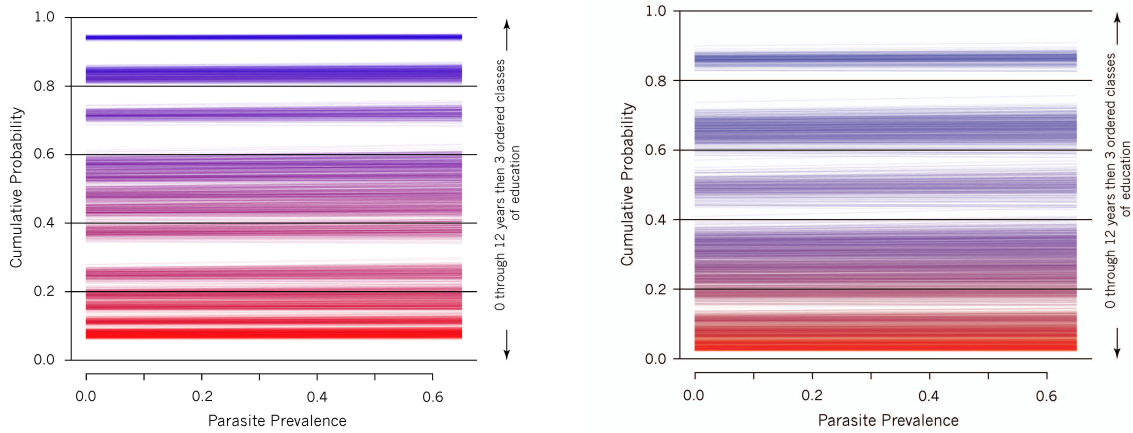 1.0
0.8
0.6
0.4
0.2
0.0
Cumulative Probability
0.0
0.2
0.4
0.6
Parasite Prevalence
0 through 12 years then 3 ordered classes
of education
1.0
0.8
0.6
0.4
0.2
0.0
Cumulative Probability
0.0
0.2
0.4
0.6
Parasite Prevalence
0 through 12 years then 3 ordered classes
of education